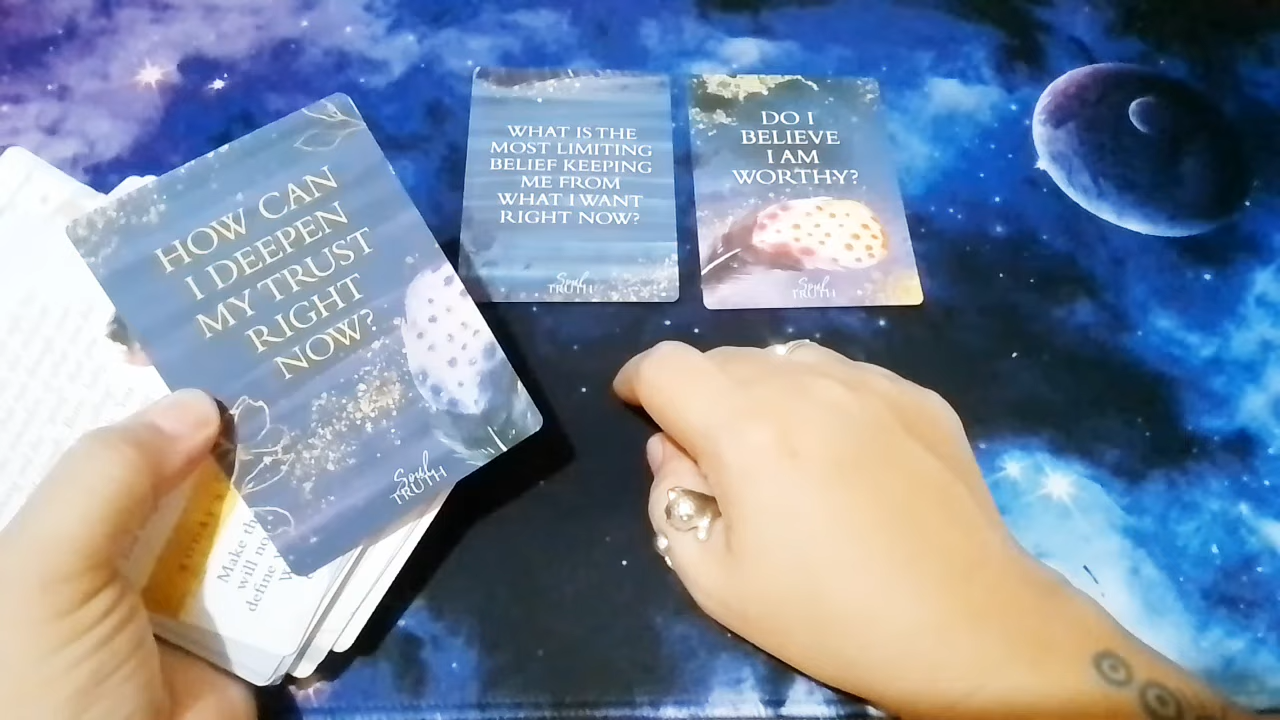 HOW CAN
I DEEPEN
MY TRUST
RIGHT
NOW?
Soul
TRUTH
WHAT IS THE
MOST LIMITING
BELIEF KEEPING
ME FROM
WHAT I WANT
RIGHT NOW?
Soul
TRUTH
DO I
BELIEVE
I AM
WORTHY?
Soul
TRUTH
Make th
will no
define